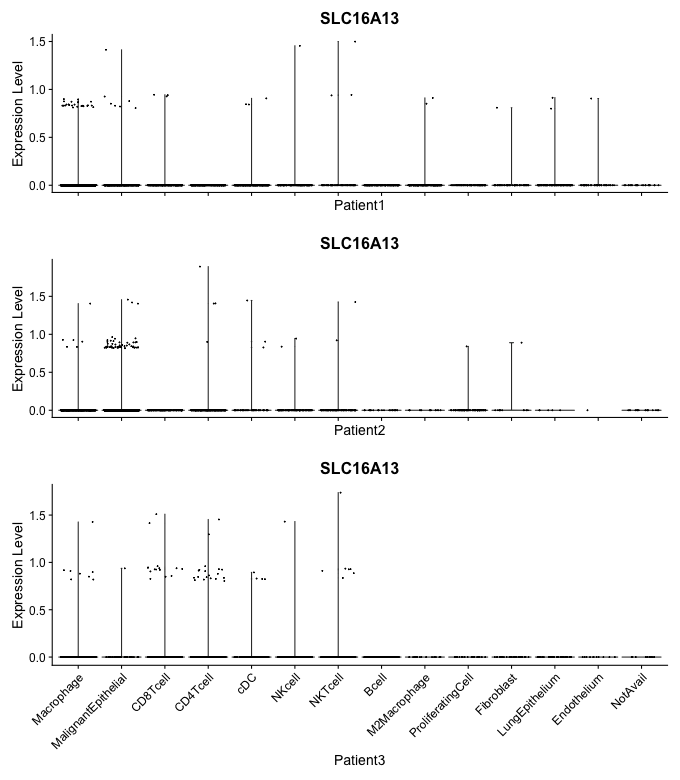 SLC16A13
Expression Level
1.5
1.0
0.5
0.0
Patient1
SLC16A13
Expression Level
1.5
1.0
0.5
0.0
Patient2
SLC16A13
Expression Level
1.5
1.0
0.5
0.0
Macrophage
MalignantEpithelial
CD8Tcell
CD4Tcell
cDC
NKcell
NKTcell
Bcell
M2Macrophage
ProliferatingCell
Fibroblast
LungEpithelium
Endothelium
NotAvail
Patient3